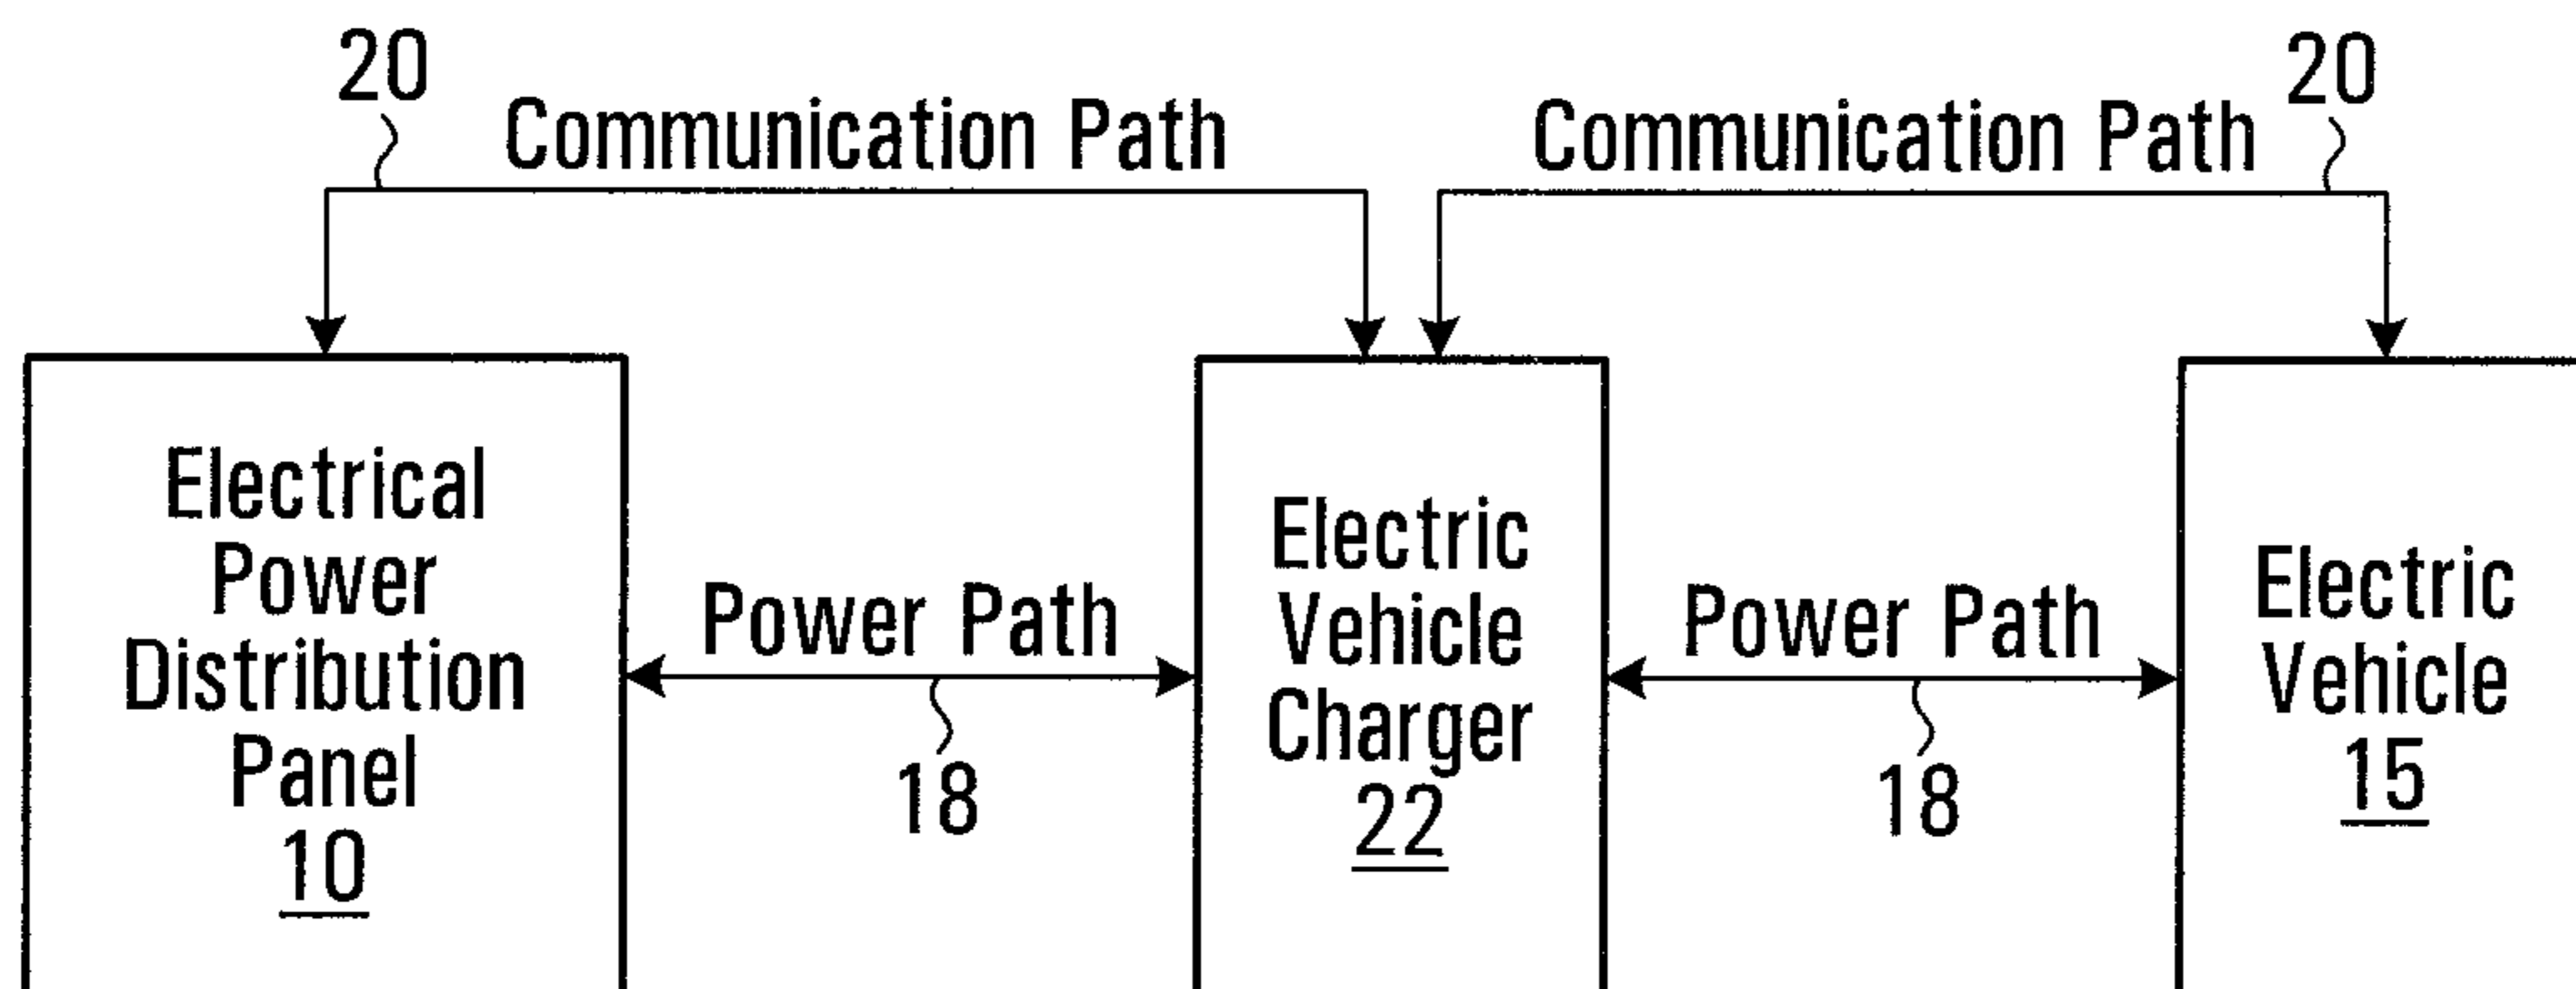 20
Communication Path
Communication Path
20
Electrical
Power
Distribution
Panel
10
Power Path
18
Electric
Vehicle
Charger
22
Power Path
18
Electric
Vehicle
15